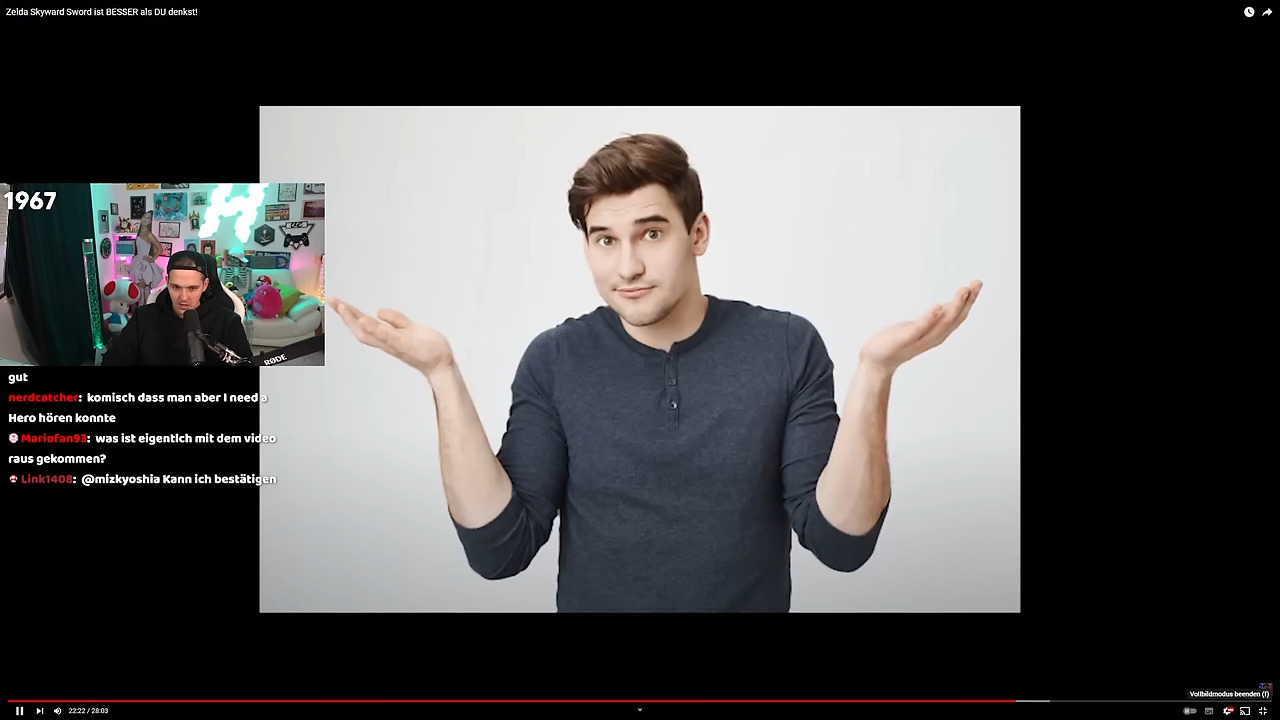 Zelda Skyward Sword ist BESSER als DU denkst!
1967
RØDE
gut
nerdcatcher: komisch dass man aber I need a
Hero hören konnte
Mariofan93: was ist eigentlch mit dem video
raus gekommen?
Link1408: @mizkyoshia Kann ich bestätigen
Vollbildmodus beenden (f)
22:22 / 28:03